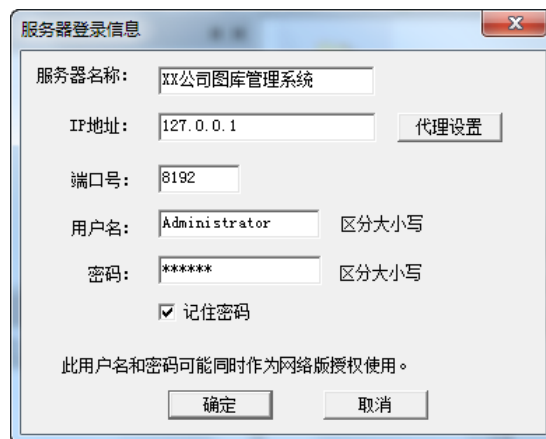 服务器登录信息
服务器名称： XX公司图库管理系统
IP地址： 127.0.0.1 代理设置
端口号： 8192
用户名： Administrator 区分大小写
密码： ****** 区分大小写
记住密码
此用户名和密码可能同时作为网络版授权使用。
确定 取消